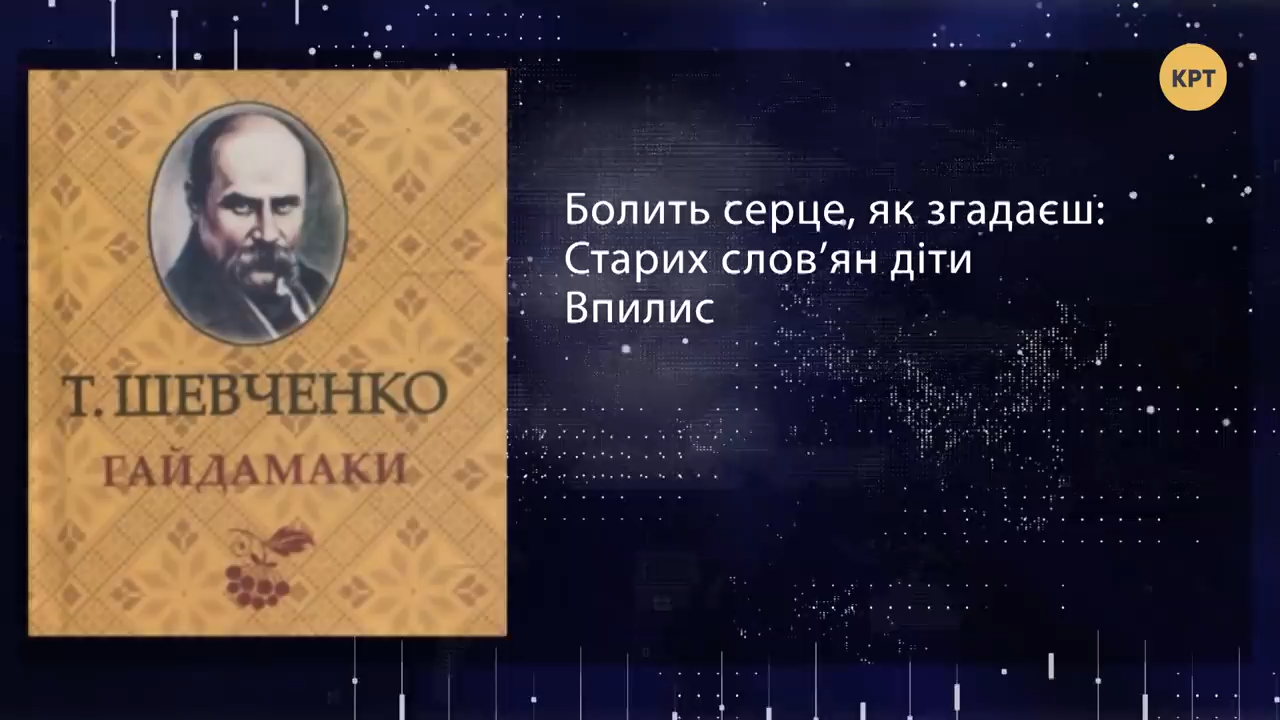 КРТ
Т. ШЕВЧЕНКО
ГАЙДАМАКИ
Болить серце, як згадаєш:
Старих слов’ян діти
Впилис